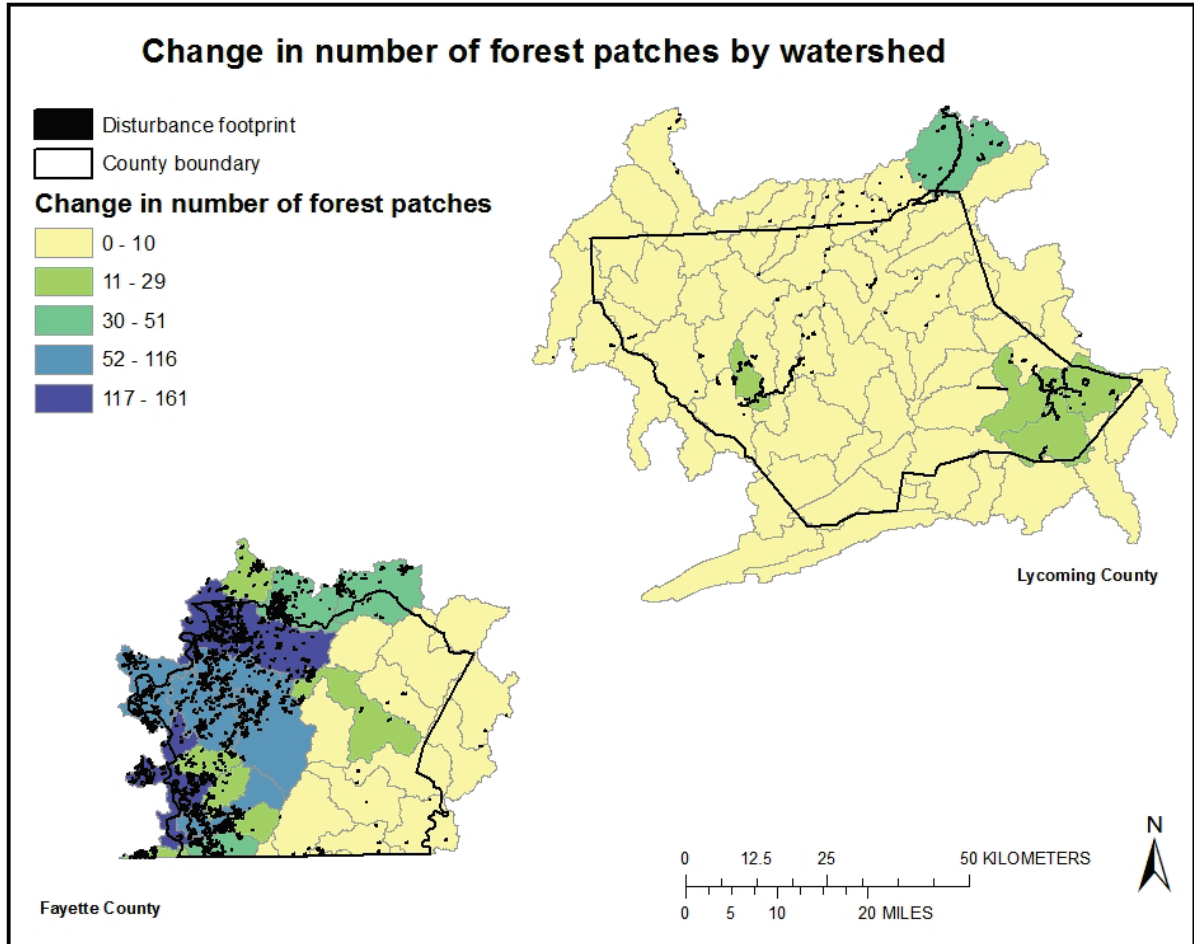 Change in number of forest patches by watershed
Disturbance footprint
County boundary
Change in number of forest patches
0 - 10
11 - 29
30 - 51
52 - 116
117 - 161
Lycoming County
Fayette County
0 12.5 25 50 KILOMETERS
0 5 10 20 MILES
N